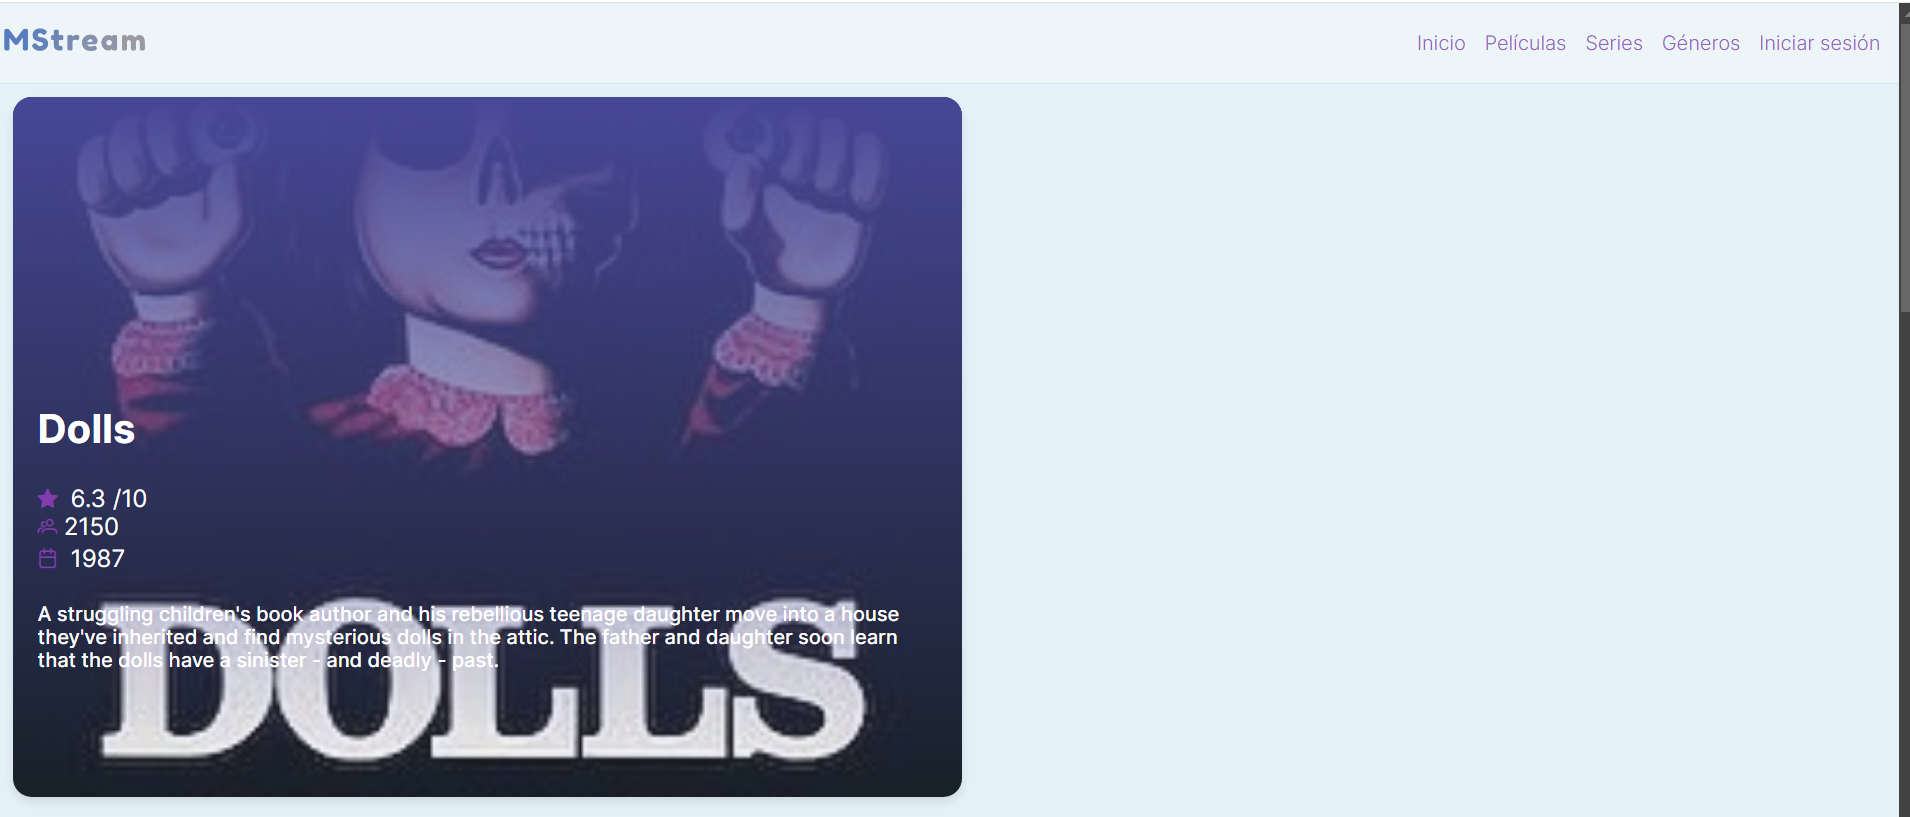 MStream
Inicio Películas Series Géneros Iniciar sesión
Dolls
6.3 /10
2150
1987
A struggling children's book author and his rebellious teenage daughter move into a house
they've inherited and find mysterious dolls in the attic. The father and daughter soon learn
that the dolls have a sinister - and deadly - past.
DOLLS